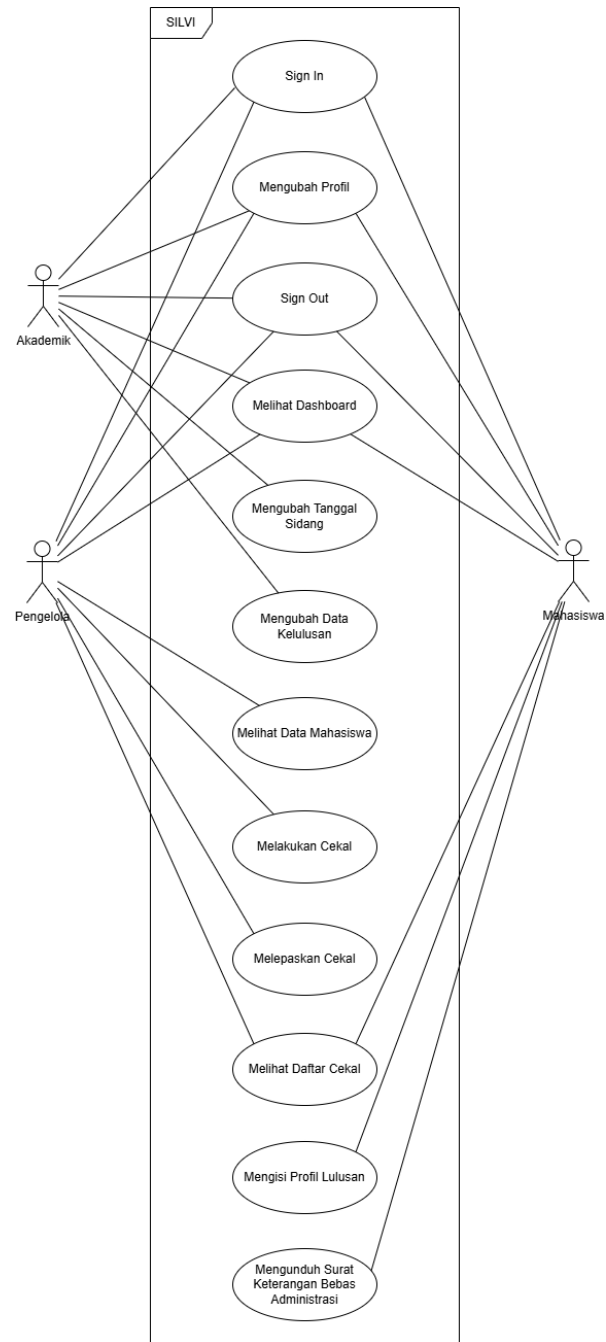 SILVI
Sign In
Mengubah Profil
Akademik
Sign Out
Melihat Dashboard
Mengubah Tanggal
Sidang
Pengelola
Mahasiswa
Mengubah Data
Kelulusan
Melihat Data Mahasiswa
Melakukan Cekal
Melepaskan Cekal
Melihat Daftar Cekal
Mengisi Profil Lulusan
Mengunduh Surat
Keterangan Bebas
Administrasi